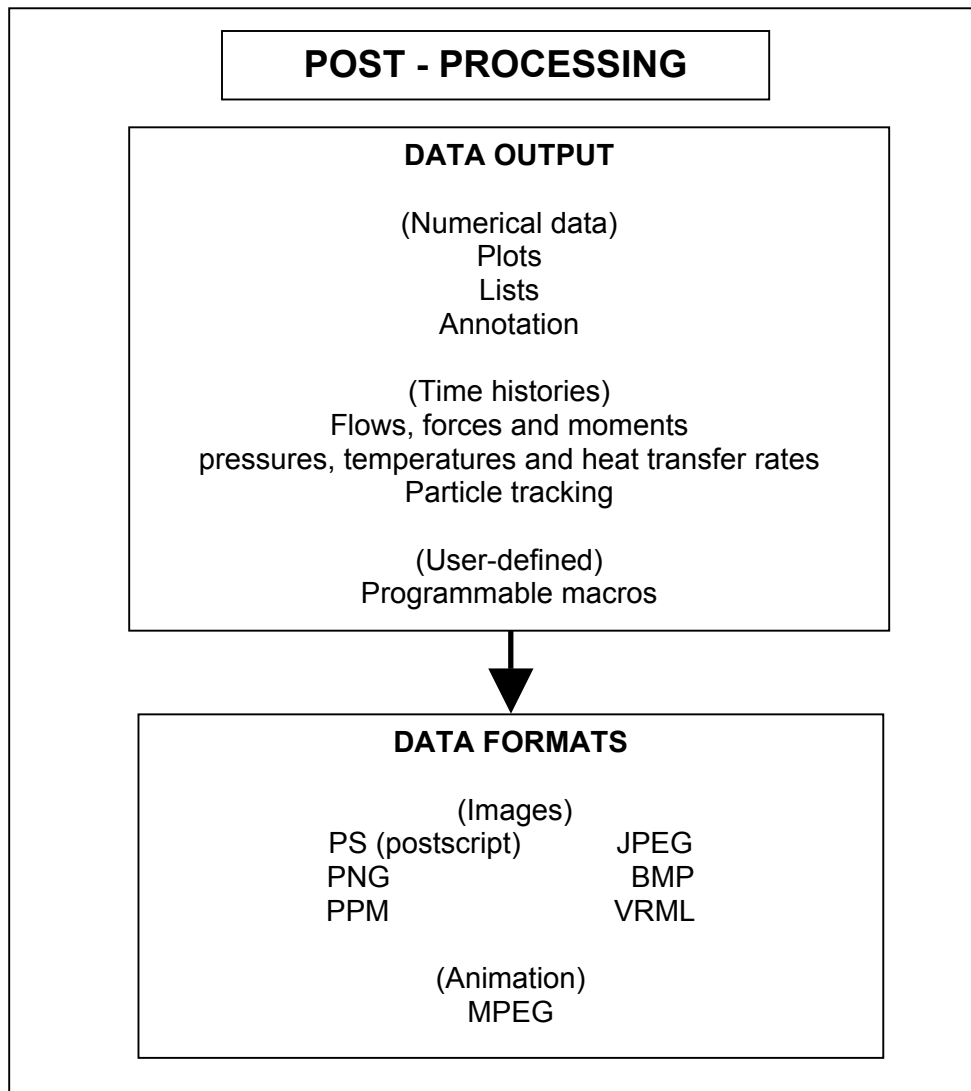 POST - PROCESSING
DATA OUTPUT
(Numerical data)
Plots
Lists
Annotation
(Time histories)
Flows, forces and moments
pressures, temperatures and heat transfer rates
Particle tracking
(User-defined)
Programmable macros
DATA FORMATS
(Images)
PS (postscript) JPEG
PNG BMP
PPM VRML
(Animation)
MPEG